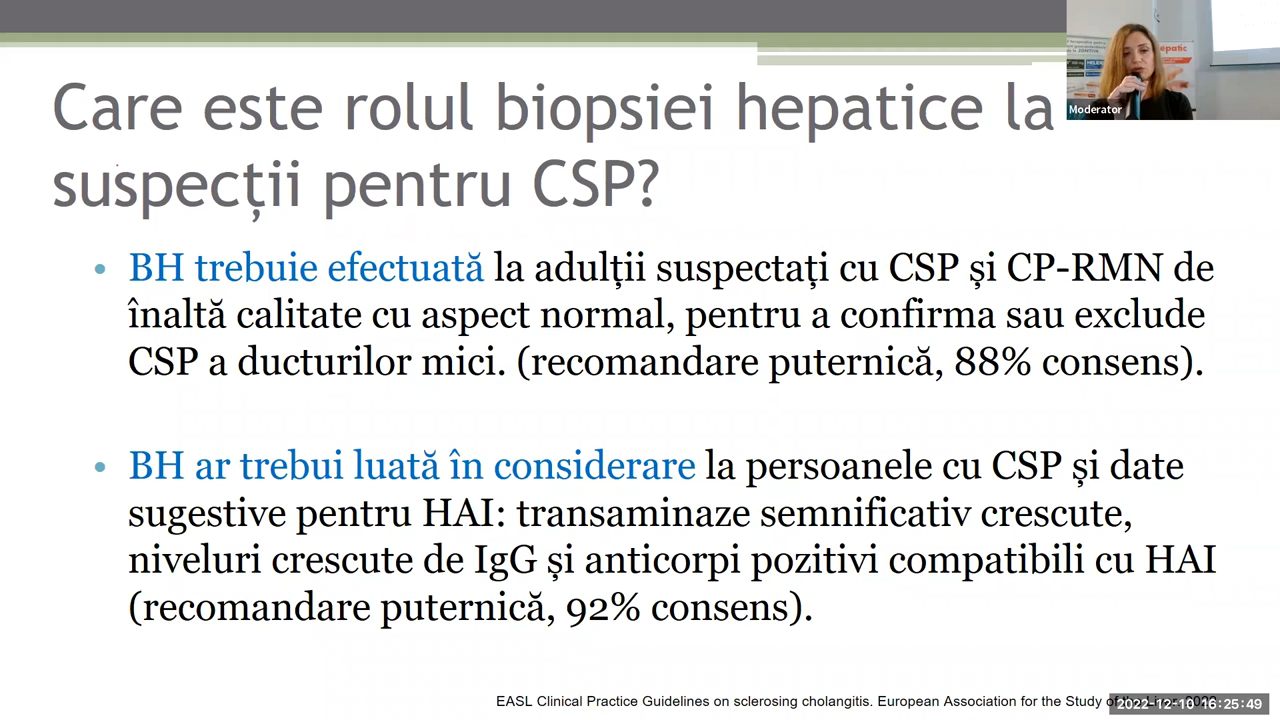 Care este rolul biopsiei hepatice la
suspecții pentru CSP?
Moderator
BH trebuie efectuată la adulții suspectați cu CSP și CP-RMN de
înaltă calitate cu aspect normal, pentru a confirma sau exclude
CSP a ducturilor mici. (recomandare puternică, 88% consens).
BH ar trebui luată în considerare la persoanele cu CSP și date
sugestive pentru HAI: transaminaze semnificativ crescute,
niveluri crescute de IgG și anticorpi pozitivi compatibili cu HAI
(recomandare puternică, 92% consens).
EASL Clinical Practice Guidelines on sclerosing cholangitis. European Association for the Study
2022-12-10 16:25:49